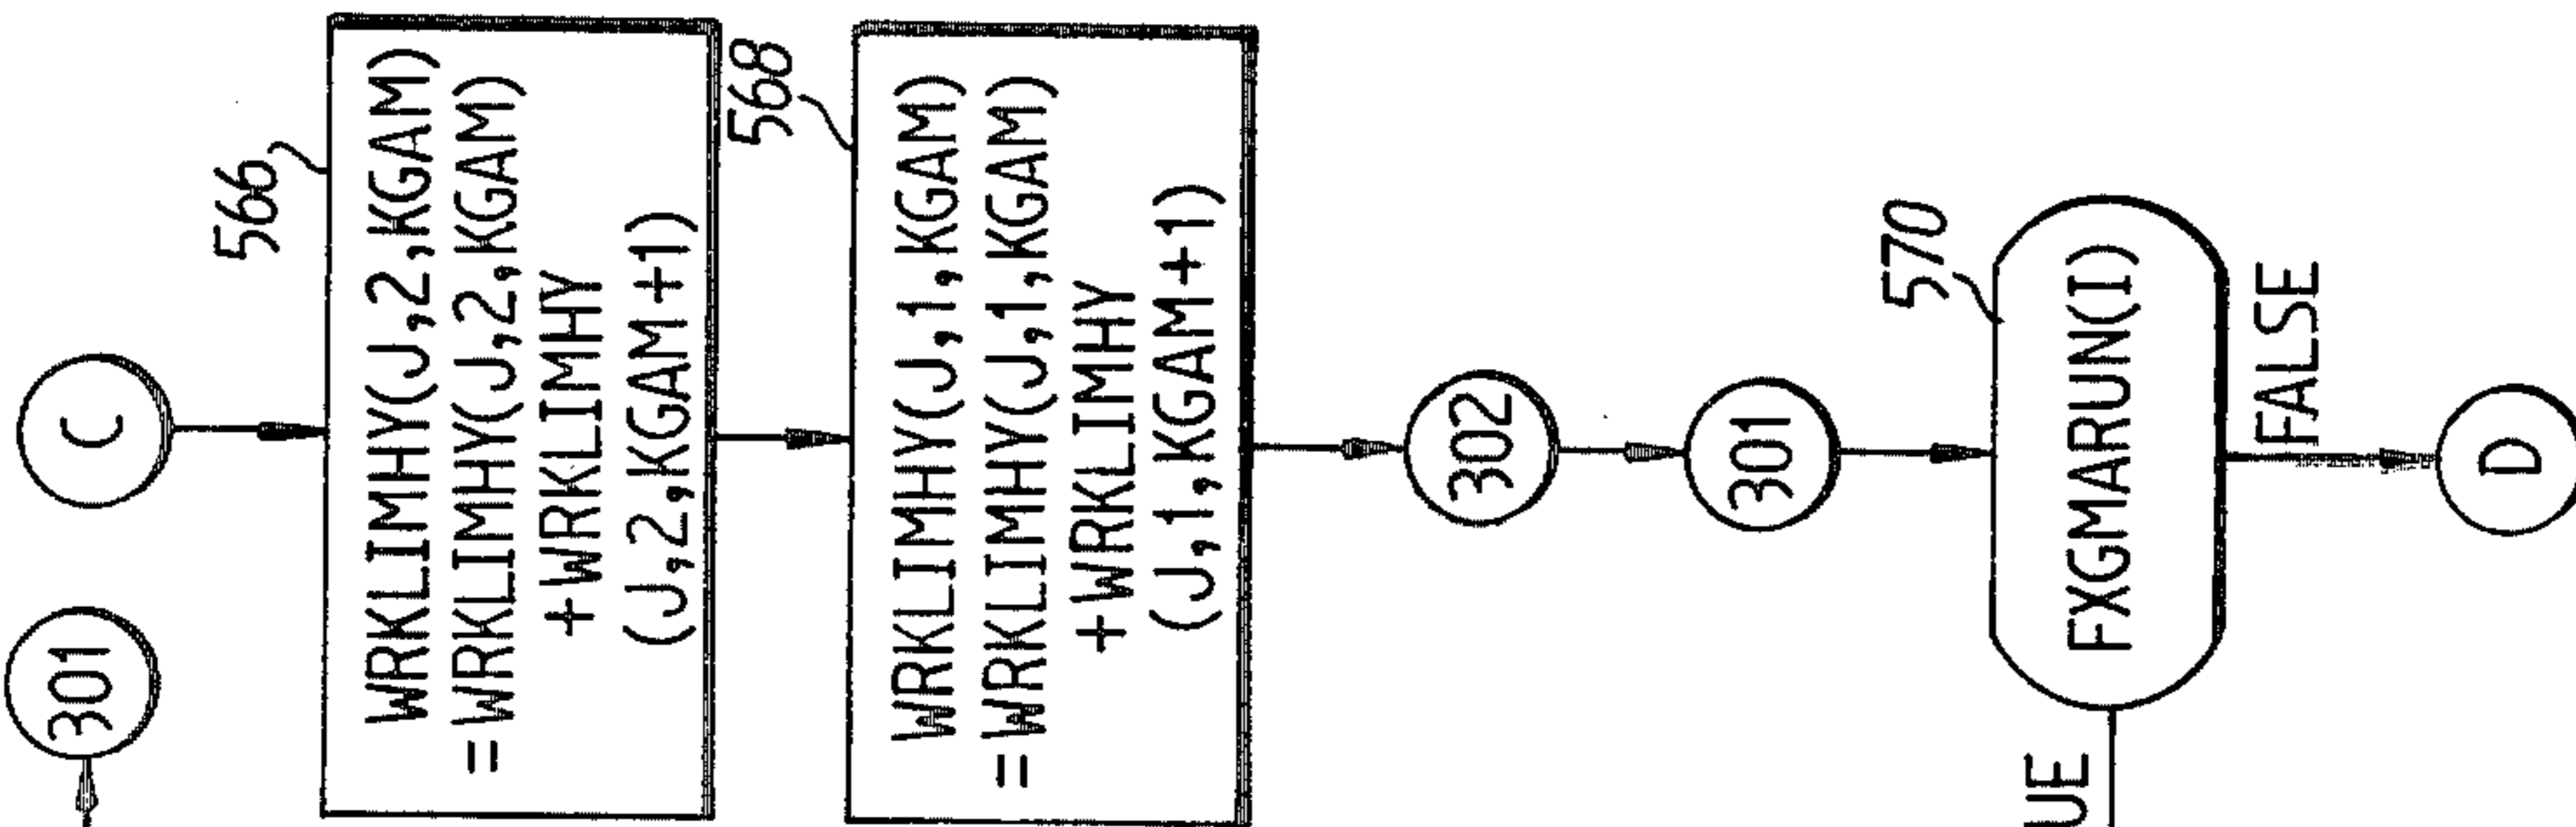 301
C
566
WRKLIMHY(J,2,KGAM)
=WRKLIMHY(J,2,KGAM)
+WRKLIMHY
(J,2,KGAM+1)
568
WRKLIMHY(J,1,KGAM)
=WRKLIMHY(J,1,KGAM)
+WRKLIMHY
(J,1,KGAM+1)
302
301
570
FXGMARUN(I)
UE
FALSE
D